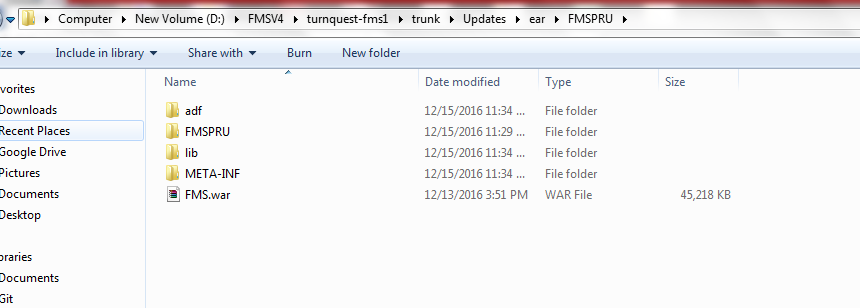 Computer New Volume (D:) FMSV4 turnquest-fms1 trunk Updates ear FMSPRU
ze Include in library Share with Burn New folder
Name Date modified Type Size
vorites
Downloads
Recent Places
Google Drive
Pictures
Documents
Desktop
braries
Documents
Git
adf 12/15/2016 11:34 ... File folder
FMSPRU 12/15/2016 11:29 ... File folder
lib 12/15/2016 11:34 ... File folder
META-INF 12/15/2016 11:34 ... File folder
FMS.war 12/13/2016 3:51 PM WAR File 45,218 KB